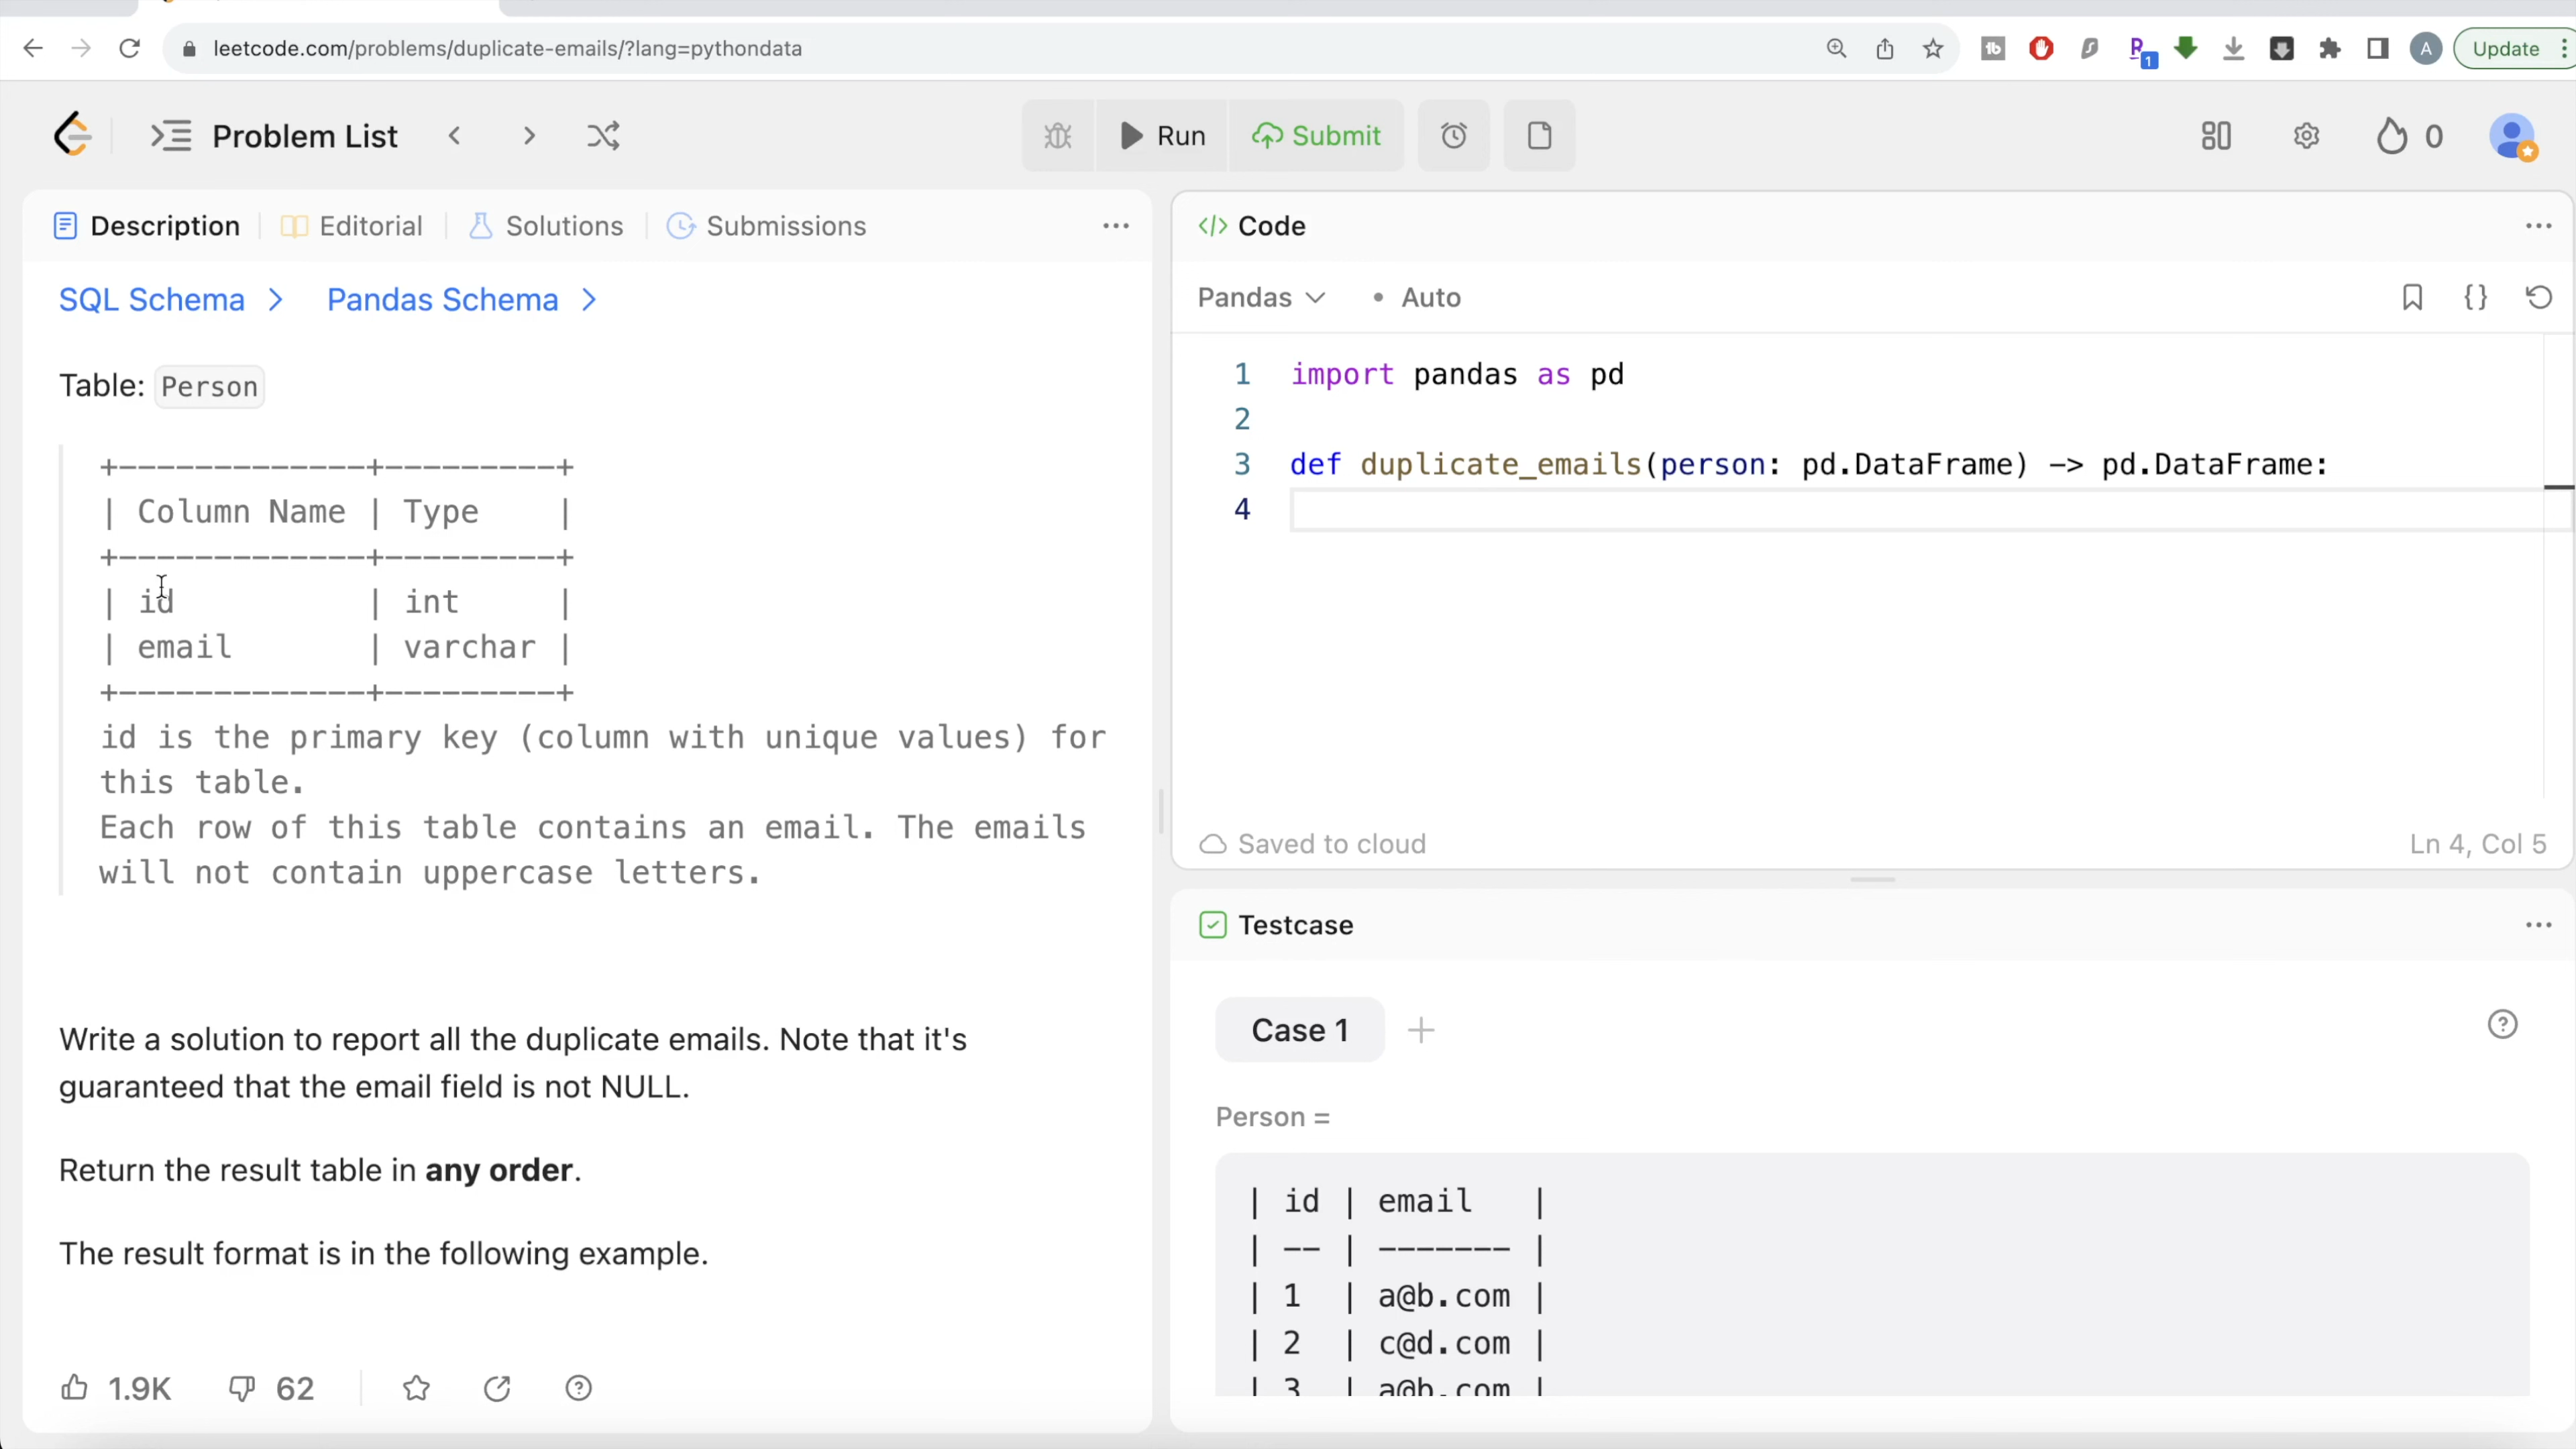 leetcode.com/problems/duplicate-emails/?lang=pythondata
1
A
Update
Problem List
Run
Submit
0
Description
Editorial
Solutions
Submissions
SQL Schema
Pandas Schema
Table: Person
+-------------+---------+
| Column Name | Type    |
+-------------+---------+
| id          | int     |
| email       | varchar |
+-------------+---------+
id is the primary key (column with unique values) for
this table.
Each row of this table contains an email. The emails
will not contain uppercase letters.
Write a solution to report all the duplicate emails. Note that it's
guaranteed that the email field is not NULL.
Return the result table in any order.
The result format is in the following example.
1.9K
62
</> Code
Pandas
• Auto
{}
1 import pandas as pd
2
3 def duplicate_emails(person: pd.DataFrame) -> pd.DataFrame:
4
Saved to cloud
Ln 4, Col 5
Testcase
Case 1
Person =
| id | email   |
| -- | ------- |
| 1  | a@b.com |
| 2  | c@d.com |
| 3  | a@b.com |